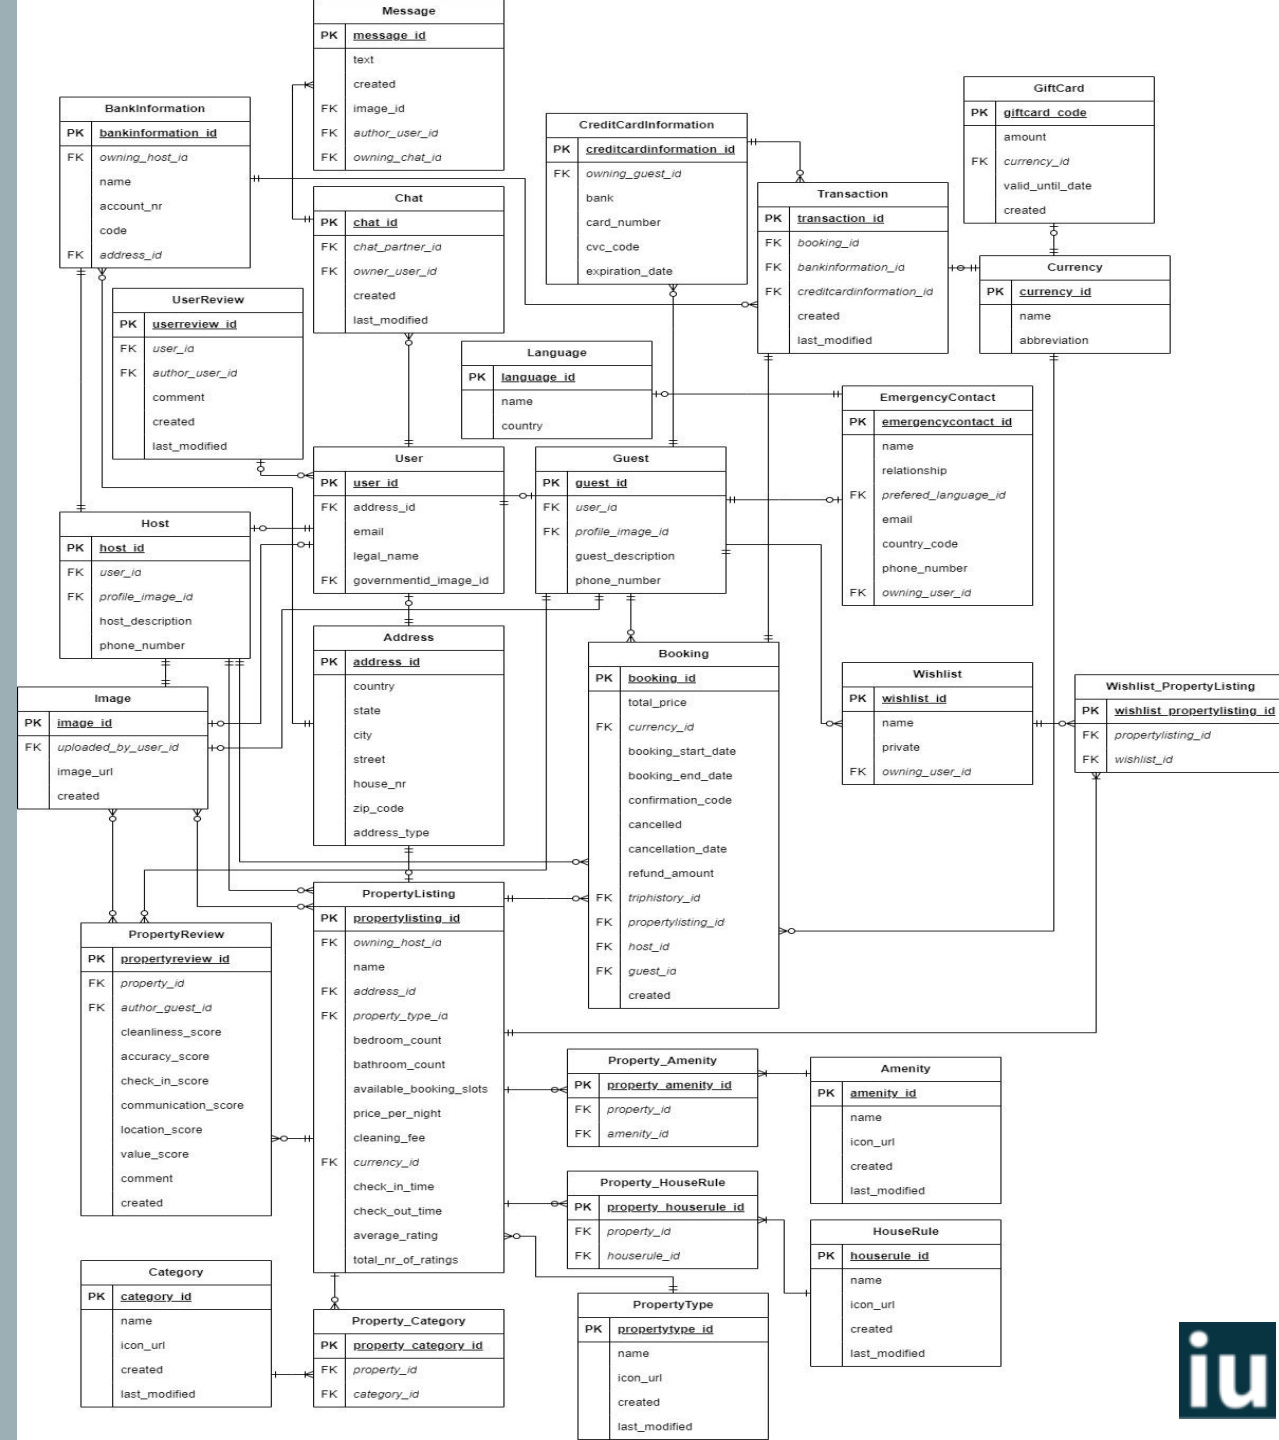 Message
PK message_id
text
created
FK image_id
FK author_user_id
FK owning_chat_id
BankInformation
PK bankinformation_id
FK owning_host_id
name
account_nr
code
FK address_id
CreditCardInformation
PK creditcardinformation_id
FK owning_guest_id
bank
card_number
cvc_code
expiration_date
GiftCard
PK giftcard_code
amount
FK currency_id
valid_until_date
created
Chat
PK chat_id
FK chat_partner_id
FK owner_user_id
created
last_modified
Transaction
PK transaction_id
FK booking_id
FK bankinformation_id
FK creditcardinformation_id
created
last_modified
Currency
PK currency_id
name
abbreviation
UserReview
PK userreview_id
FK user_id
FK author_user_id
comment
created
last_modified
Language
PK language_id
name
country
EmergencyContact
PK emergencycontact_id
name
relationship
FK prefered_language_id
email
country_code
phone_number
FK owning_user_id
User
PK user_id
FK address_id
email
legal_name
FK governmentid_image_id
Guest
PK guest_id
FK user_id
FK profile_image_id
guest_description
phone_number
Host
PK host_id
FK user_id
FK profile_image_id
host_description
phone_number
Address
PK address_id
country
state
city
street
house_nr
zip_code
address_type
Booking
PK booking_id
total_price
FK currency_id
booking_start_date
booking_end_date
confirmation_code
cancelled
cancellation_date
refund_amount
FK triphistory_id
FK propertylisting_id
FK host_id
FK guest_id
created
Wishlist
PK wishlist_id
name
private
FK owning_user_id
Wishlist_PropertyListing
PK wishlist_propertylisting_id
FK propertylisting_id
FK wishlist_id
Image
PK image_id
FK uploaded_by_user_id
image_url
created
PropertyListing
PK propertylisting_id
FK owning_host_id
name
FK address_id
FK property_type_id
bedroom_count
bathroom_count
available_booking_slots
price_per_night
cleaning_fee
FK currency_id
check_in_time
check_out_time
average_rating
total_nr_of_ratings
PropertyReview
PK propertyreview_id
FK property_id
FK author_guest_id
cleanliness_score
accuracy_score
check_in_score
communication_score
location_score
value_score
comment
created
Property_Amenity
PK property_amenity_id
FK property_id
FK amenity_id
Amenity
PK amenity_id
name
icon_url
created
last_modified
Property_HouseRule
PK property_houserule_id
FK property_id
FK houserule_id
HouseRule
PK houserule_id
name
icon_url
created
last_modified
Category
PK category_id
name
icon_url
created
last_modified
Property_Category
PK property_category_id
FK property_id
FK category_id
PropertyType
PK propertytype_id
name
icon_url
created
last_modified
iu